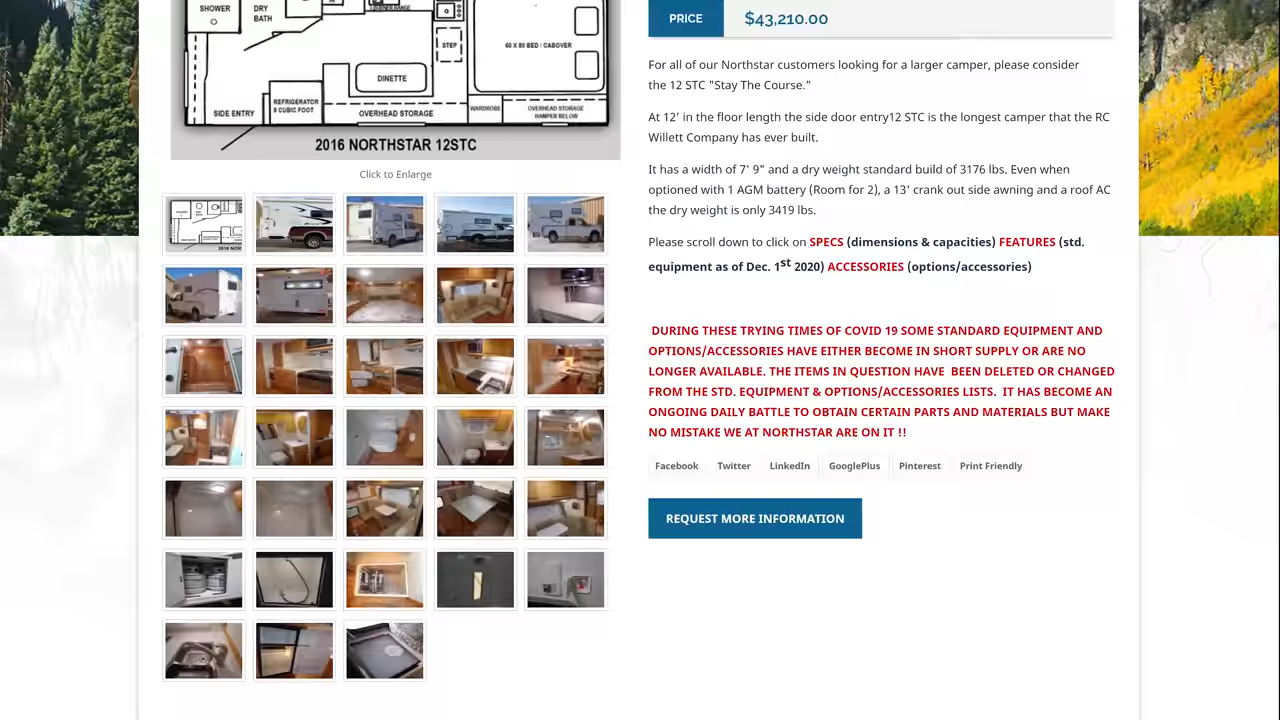 SHOWER
DRY
BATH
STEP
60 X 80 BED / CABOVER
DINETTE
REFRIGERATOR
6 CUBIC FOOT
SIDE ENTRY
OVERHEAD STORAGE
WARDROBE
OVERHEAD STORAGE
HAMPER BELOW
2016 NORTHSTAR 12STC
Click to Enlarge
PRICE
$43,210.00
For all of our Northstar customers looking for a larger camper, please consider
the 12 STC "Stay The Course.”
At 12' in the floor length the side door entry12 STC is the longest camper that the RC
Willett Company has ever built.
It has a width of 7' 9" and a dry weight standard build of 3176 lbs. Even when
optioned with 1 AGM battery (Room for 2), a 13' crank out side awning and a roof AC
the dry weight is only 3419 lbs.
Please scroll down to click on SPECS (dimensions & capacities) FEATURES (std.
equipment as of Dec. 1st 2020) ACCESSORIES (options/accessories)
DURING THESE TRYING TIMES OF COVID 19 SOME STANDARD EQUIPMENT AND
OPTIONS/ACCESSORIES HAVE EITHER BECOME IN SHORT SUPPLY OR ARE NO
LONGER AVAILABLE. THE ITEMS IN QUESTION HAVE BEEN DELETED OR CHANGED
FROM THE STD. EQUIPMENT & OPTIONS/ACCESSORIES LISTS. IT HAS BECOME AN
ONGOING DAILY BATTLE TO OBTAIN CERTAIN PARTS AND MATERIALS BUT MAKE
NO MISTAKE WE AT NORTHSTAR ARE ON IT !!
Facebook Twitter LinkedIn GooglePlus Pinterest Print Friendly
REQUEST MORE INFORMATION